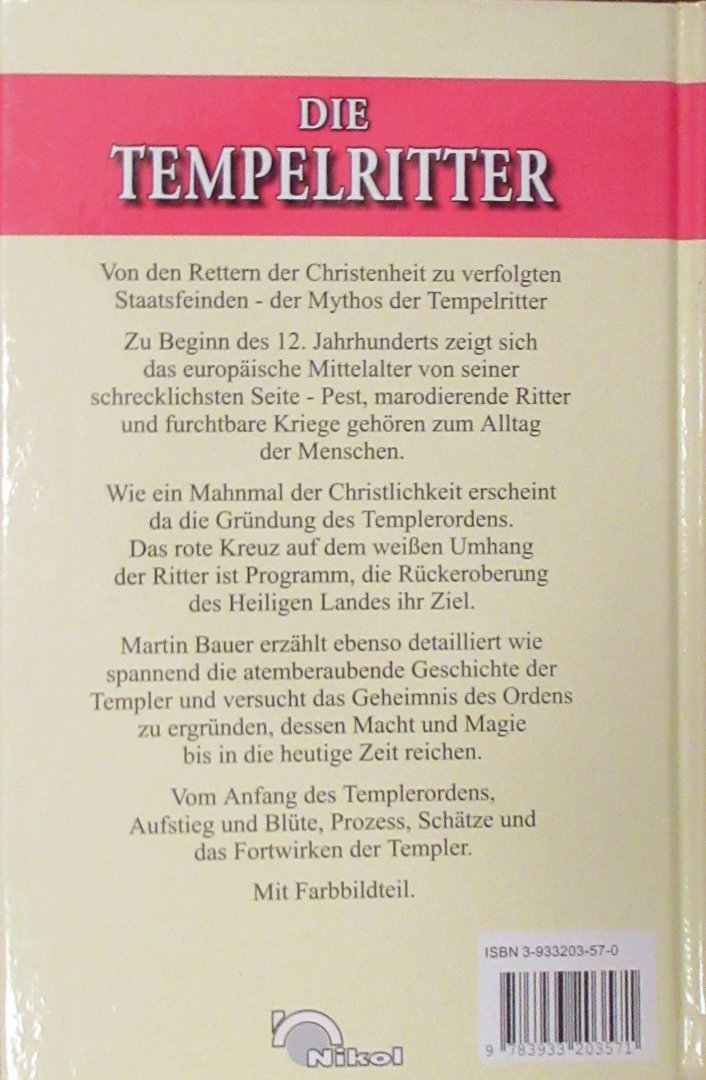 DIE
TEMPELRITTER
Von den Rettern der Christenheit zu verfolgten
Staatsfeinden - der Mythos der Tempelritter
Zu Beginn des 12. Jahrhunderts zeigt sich
das europäische Mittelalter von seiner
schrecklichsten Seite - Pest, marodierende Ritter
und furchtbare Kriege gehören zum Alltag
der Menschen.
Wie ein Mahnmal der Christlichkeit erscheint
da die Gründung des Templerordens.
Das rote Kreuz auf dem weißen Umhang
der Ritter ist Programm, die Rückeroberung
des Heiligen Landes ihr Ziel.
Martin Bauer erzählt ebenso detailliert wie
spannend die atemberaubende Geschichte der
Templer und versucht das Geheimnis des Ordens
zu ergründen, dessen Macht und Magie
bis in die heutige Zeit reichen.
Vom Anfang des Templerordens,
Aufstieg und Blüte, Prozess, Schätze und
das Fortwirken der Templer.
Mit Farbbildteil.
ISBN 3-933203-57-0
9 783933 203571
Nikol